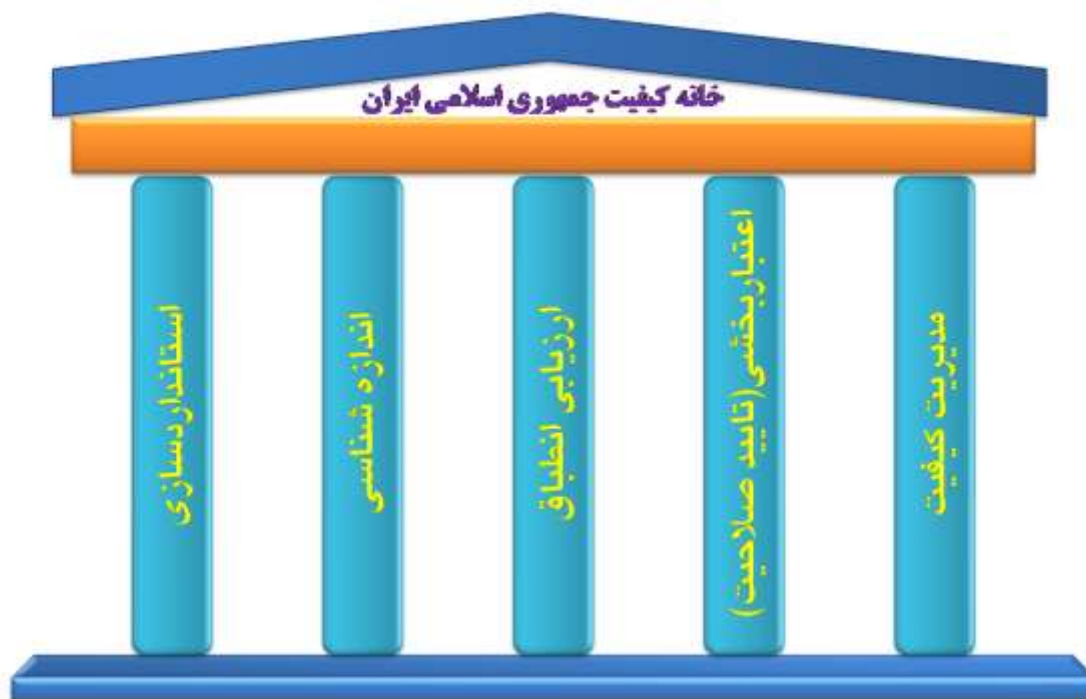 خانه کیفیت جمهوری اسلامی ایران
مدیریت کیفیت
اعتباربخشی(تایید صلاحیت)
ارزیابی انطباق
اندازه شناسی
استانداردسازی